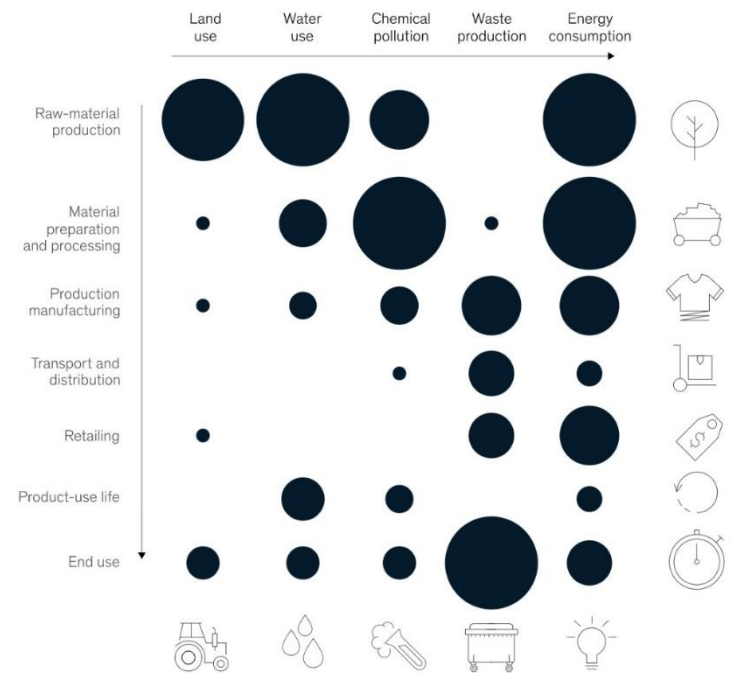 Land use
Water use
Chemical pollution
Waste production
Energy consumption
Raw-material
production
Material
preparation
and processing
Production
manufacturing
Transport and
distribution
Retailing
$
Product-use life
End use